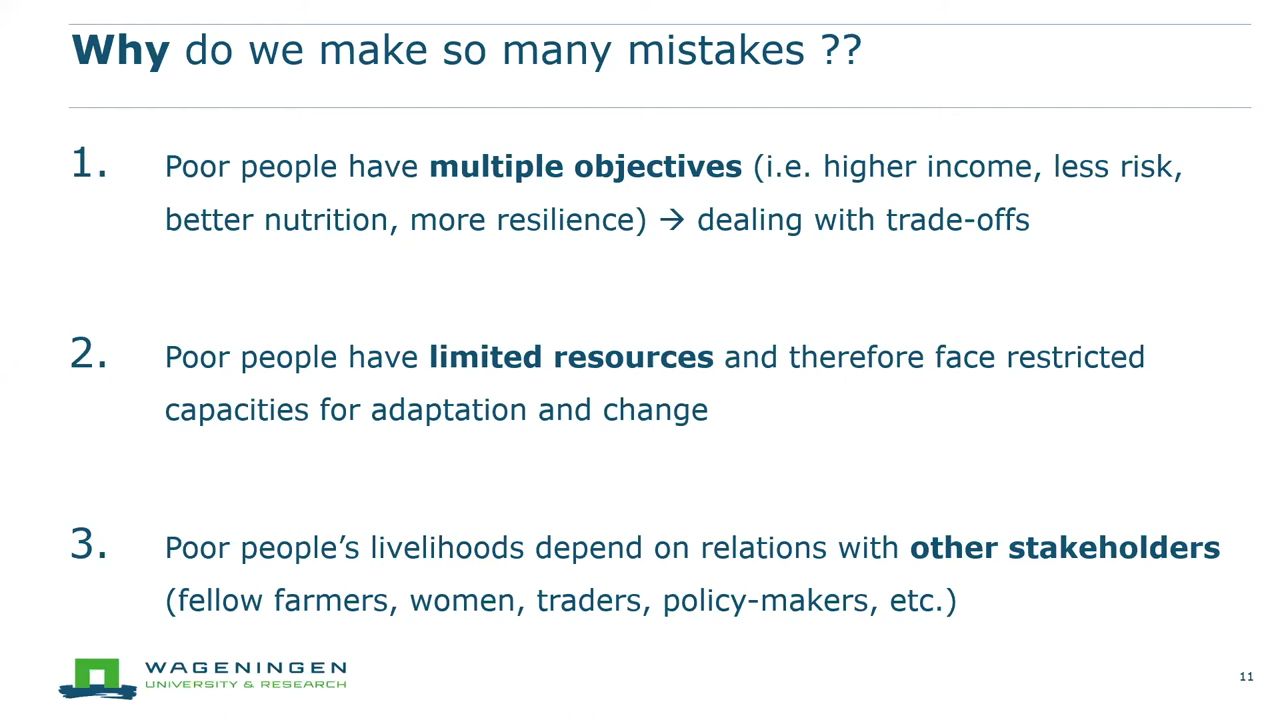 Why do we make so many mistakes ??
1. Poor people have multiple objectives (i.e. higher income, less risk,
better nutrition, more resilience) → dealing with trade-offs
2. Poor people have limited resources and therefore face restricted
capacities for adaptation and change
3. Poor people’s livelihoods depend on relations with other stakeholders
(fellow farmers, women, traders, policy-makers, etc.)
WAGENINGEN
UNIVERSITY & RESEARCH
11